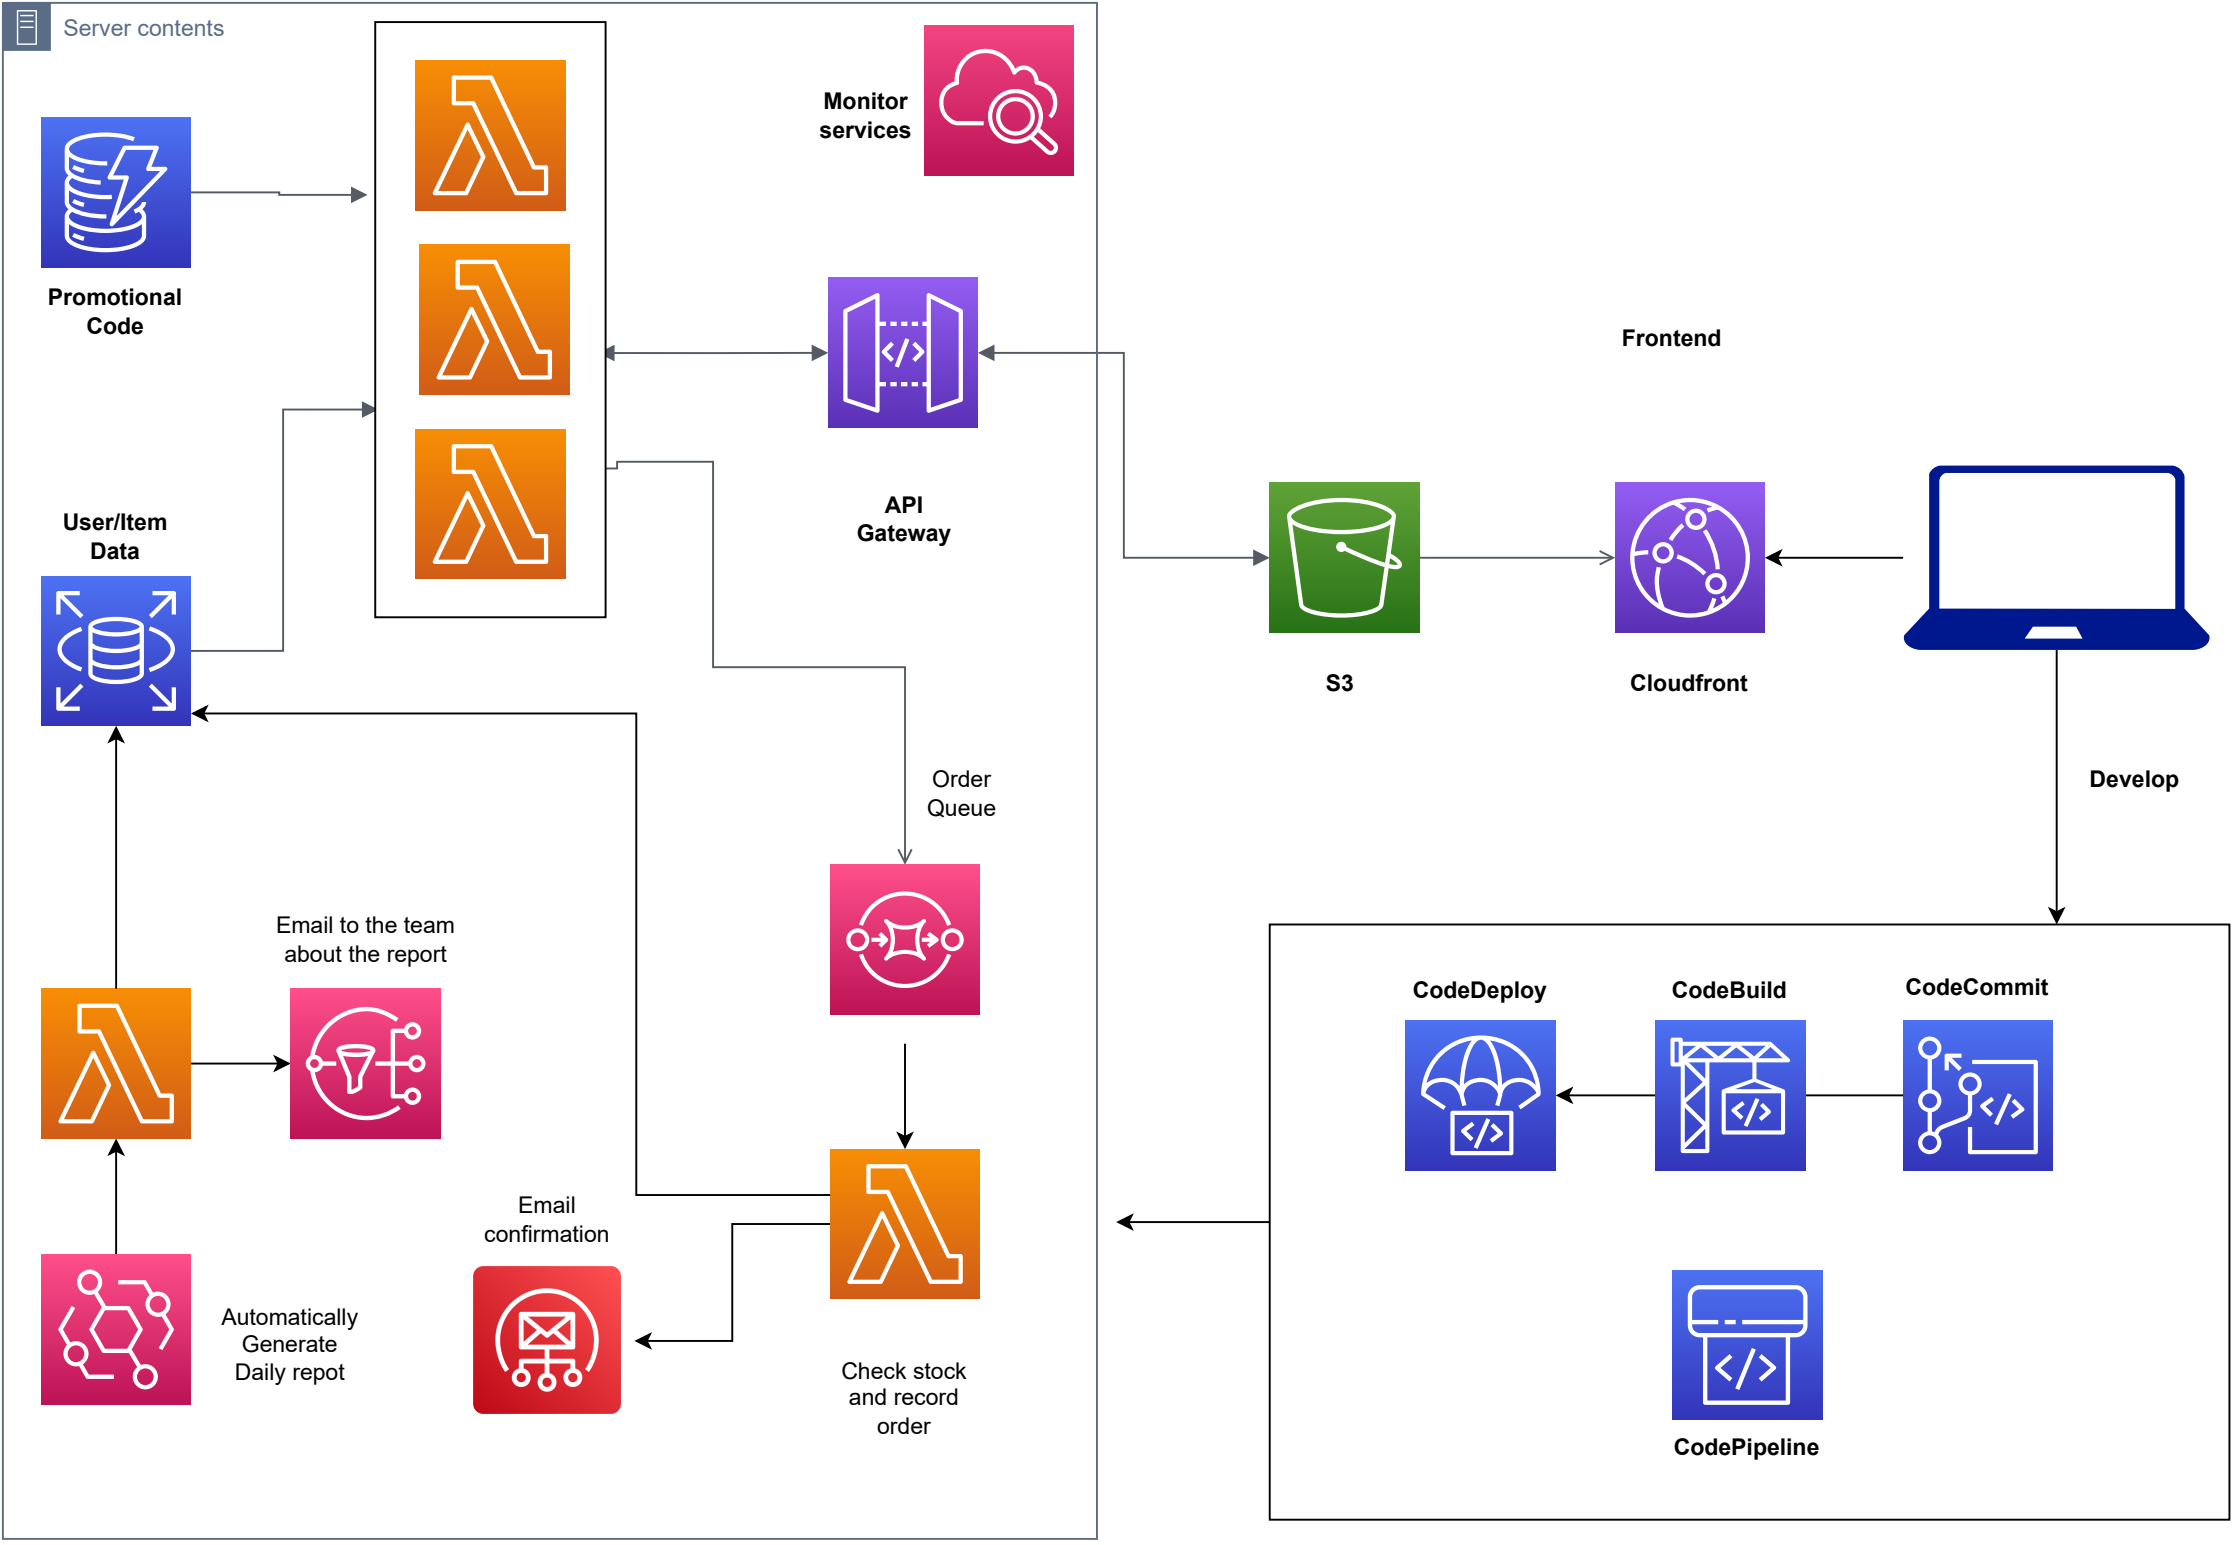 Server contents
Monitor
services
Promotional
Code
Frontend
User/Item
Data
API
Gateway
S3
Cloudfront
Order
Queue
Develop
Email to the team
about the report
CodeDeploy
CodeBuild
CodeCommit
Email
confirmation
Automatically
Generate
Daily repot
Check stock
and record
order
CodePipeline